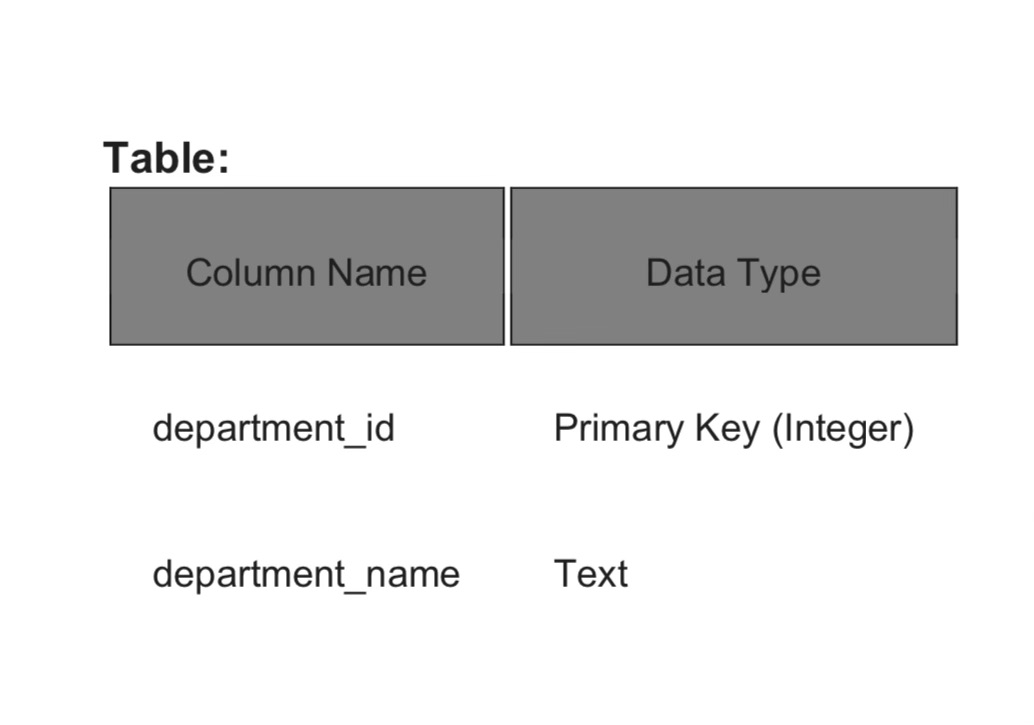 Table:
Column Name Data Type
department_id Primary Key (Integer)
department_name Text